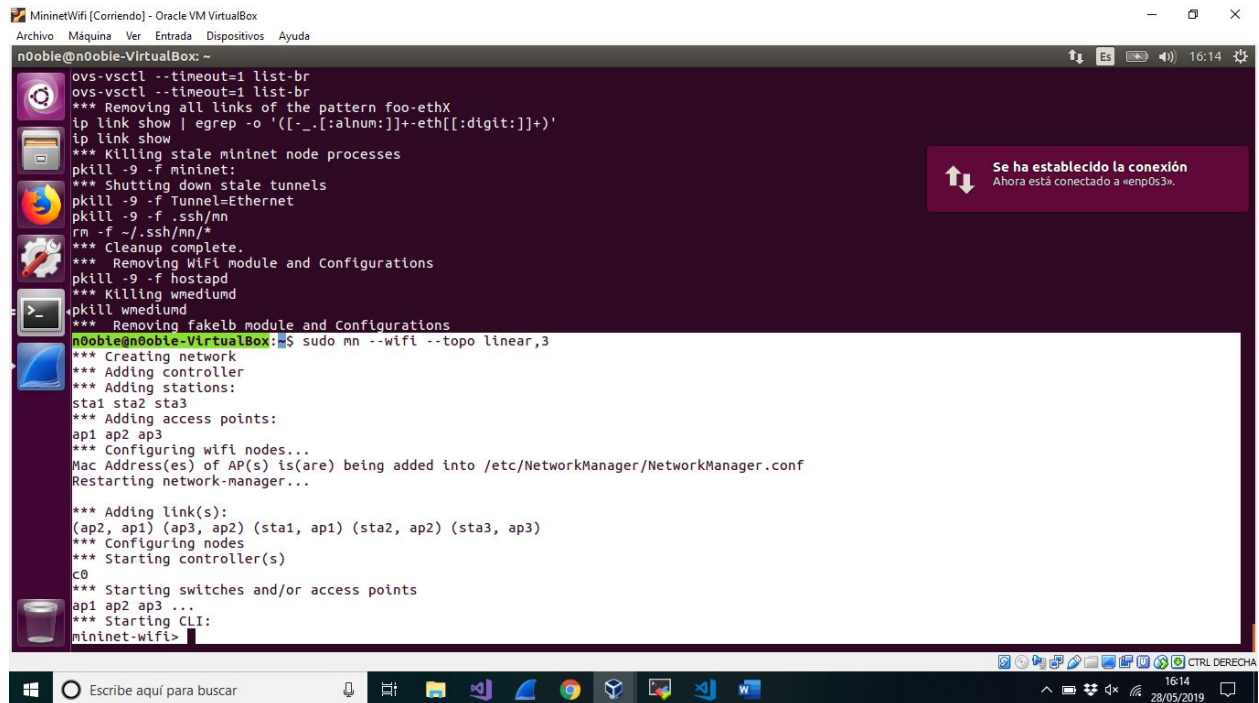 MininetWifi [Corriendo] - Oracle VM VirtualBox
Archivo Máquina Ver Entrada Dispositivos Ayuda
n0obie@n0obie-VirtualBox: ~
Es
16:14
ovs-vsctl --timeout=1 list-br
ovs-vsctl --timeout=1 list-br
*** Removing all links of the pattern foo-ethX
ip link show | egrep -o '([-_.[:alnum:]]+-eth[[:digit:]]+)'
ip link show
*** Killing stale mininet node processes
pkill -9 -f mininet:
*** Shutting down stale tunnels
pkill -9 -f Tunnel=Ethernet
pkill -9 -f .ssh/mn
rm -f ~/.ssh/mn/*
*** Cleanup complete.
***  Removing WiFi module and Configurations
pkill -9 -f hostapd
*** Killing wmediumd
pkill wmediumd
***  Removing fakelb module and Configurations
n0obie@n0obie-VirtualBox:~$ sudo mn --wifi --topo linear,3
*** Creating network
*** Adding controller
*** Adding stations:
sta1 sta2 sta3
*** Adding access points:
ap1 ap2 ap3
*** Configuring wifi nodes...
Mac Address(es) of AP(s) is(are) being added into /etc/NetworkManager/NetworkManager.conf
Restarting network-manager...
*** Adding link(s):
(ap2, ap1) (ap3, ap2) (sta1, ap1) (sta2, ap2) (sta3, ap3)
*** Configuring nodes
*** Starting controller(s)
c0
*** Starting switches and/or access points
ap1 ap2 ap3 ...
*** Starting CLI:
mininet-wifi>
Se ha establecido la conexión
Ahora está conectado a «enp0s3».
CTRL DERECHA
Escribe aquí para buscar
16:14
28/05/2019